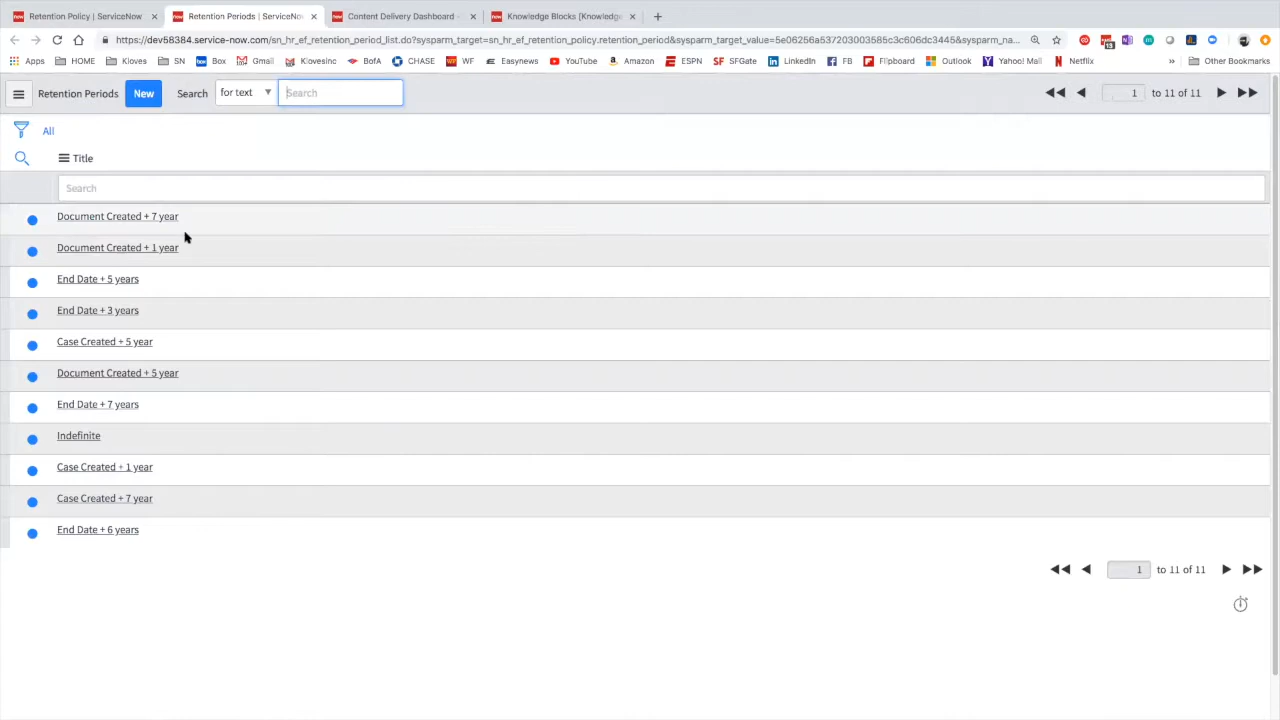 Retention Policy | ServiceNow
Retention Periods | ServiceNow
Content Delivery Dashboard -
Knowledge Blocks [Knowledge
https://dev58384.service-now.com/sn_hr_ef_retention_period_list.do?sysparm_target=sn_hr_ef_retention_policy.retention_period&sysparm_target_value=5e06256a537203003585c3c606dc3445&sysparm_na...
13
Apps HOME Kloves SN Box Gmail Klovesinc BofA CHASE WF Easynews YouTube Amazon ESPN SFGate LinkedIn FB Flipboard Outlook Yahoo! Mail Netflix » Other Bookmarks
Retention Periods New Search for text Search 1 to 11 of 11
All
Title
Search
Document Created + 7 year
Document Created + 1 year
End Date + 5 years
End Date + 3 years
Case Created + 5 year
Document Created + 5 year
End Date + 7 years
Indefinite
Case Created + 1 year
Case Created + 7 year
End Date + 6 years
1 to 11 of 11